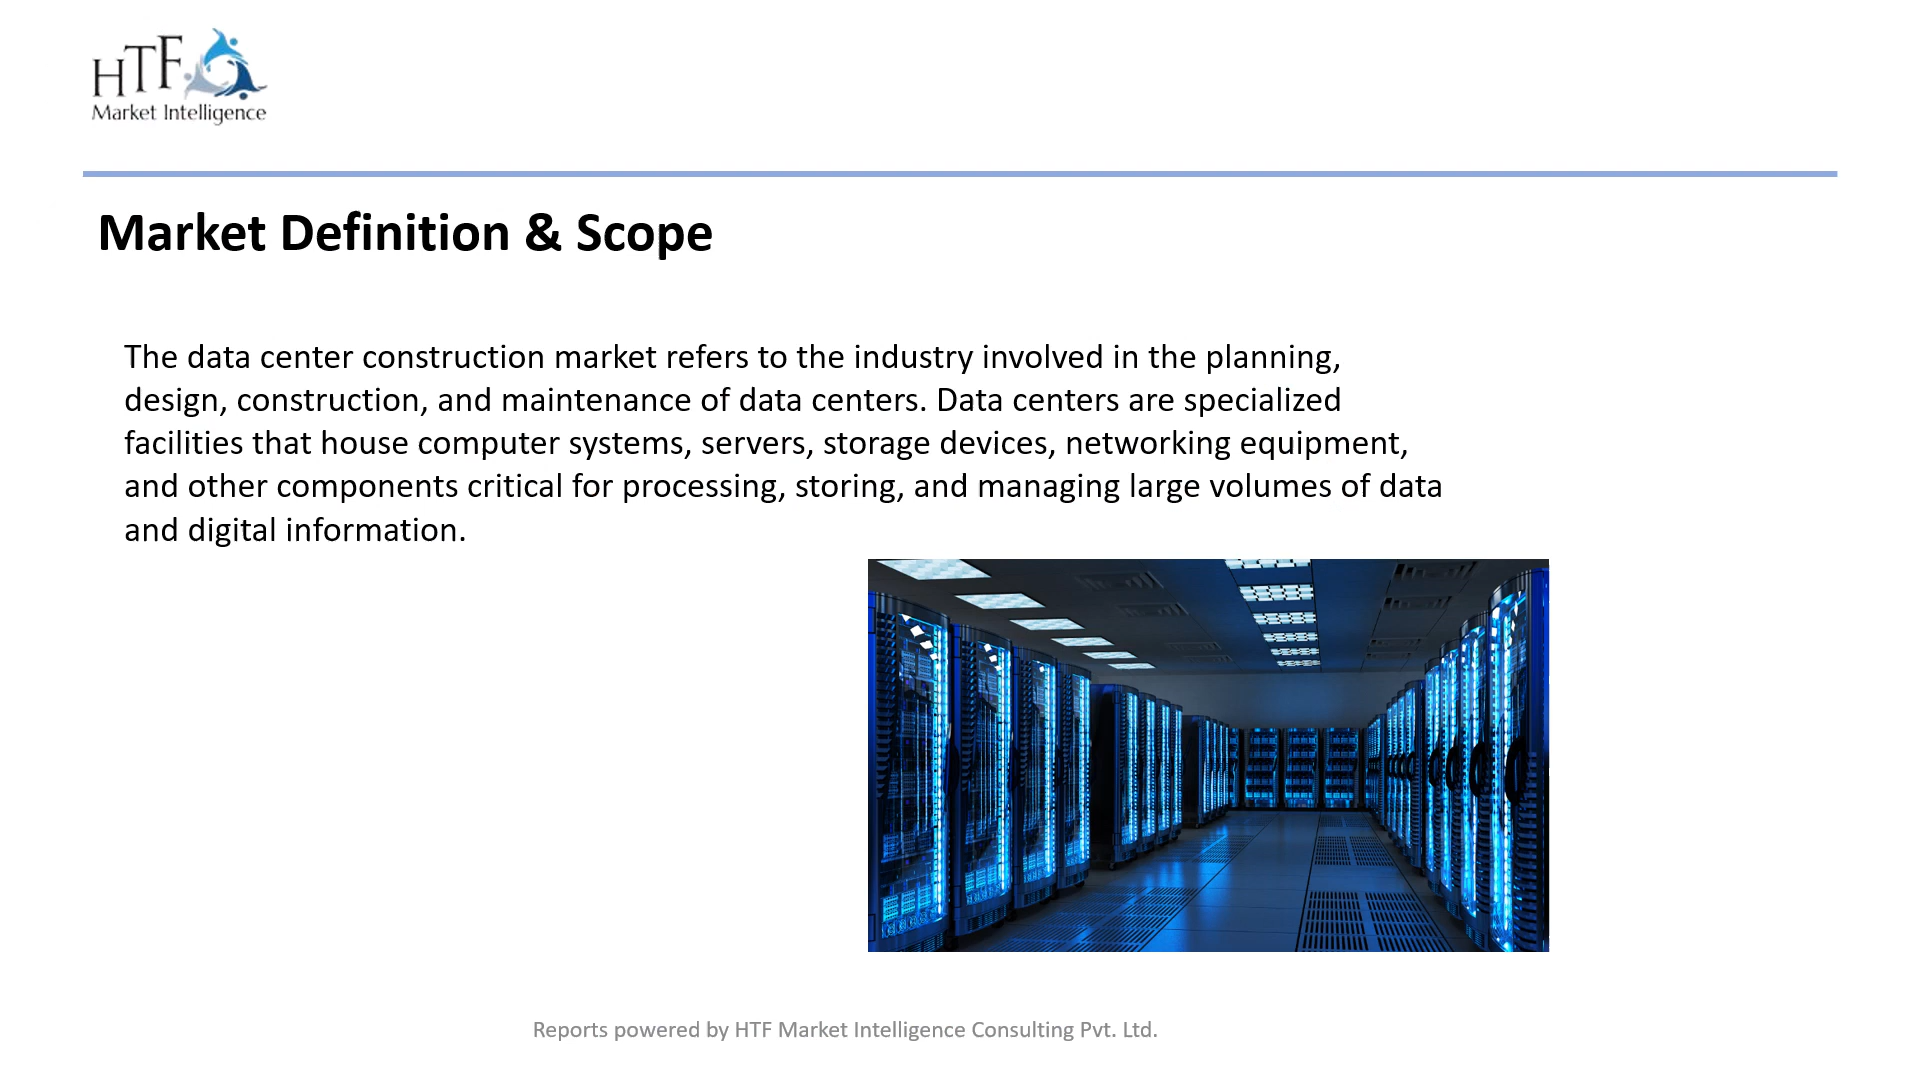 HTF
Market Intelligence
Market Definition & Scope
The data center construction market refers to the industry involved in the planning,
design, construction, and maintenance of data centers. Data centers are specialized
facilities that house computer systems, servers, storage devices, networking equipment,
and other components critical for processing, storing, and managing large volumes of data
and digital information.
Reports powered by HTF Market Intelligence Consulting Pvt. Ltd.